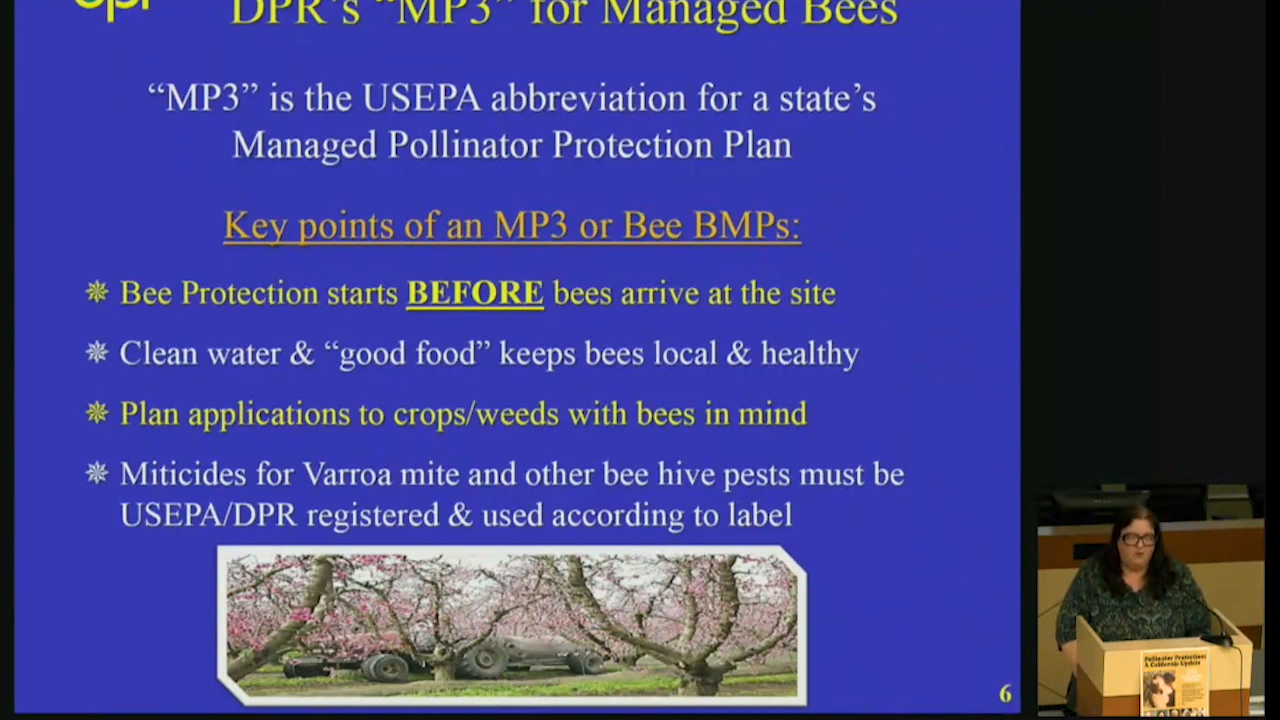 DPR's “MP3” for Managed Bees
“MP3” is the USEPA abbreviation for a state’s
Managed Pollinator Protection Plan
Key points of an MP3 or Bee BMPs:
Bee Protection starts BEFORE bees arrive at the site
Clean water & “good food” keeps bees local & healthy
Plan applications to crops/weeds with bees in mind
Miticides for Varroa mite and other bee hive pests must be
USEPA/DPR registered & used according to label
6
Pollinator Protection:
A California Update